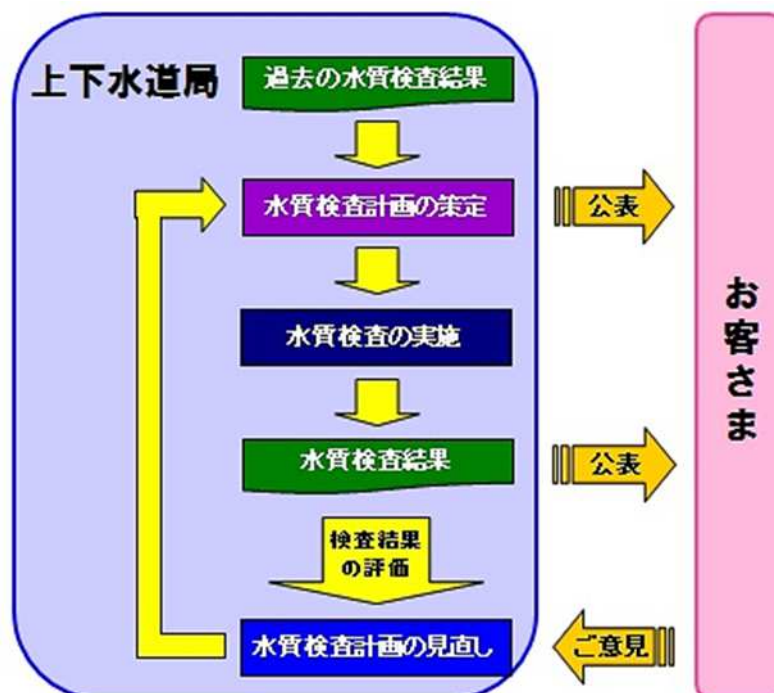 上下水道局
過去の水質検査結果
水質検査計画の策定
公表
水質検査の実施
水質検査結果
公表
検査結果
の評価
水質検査計画の見直し
ご意見
お客さま